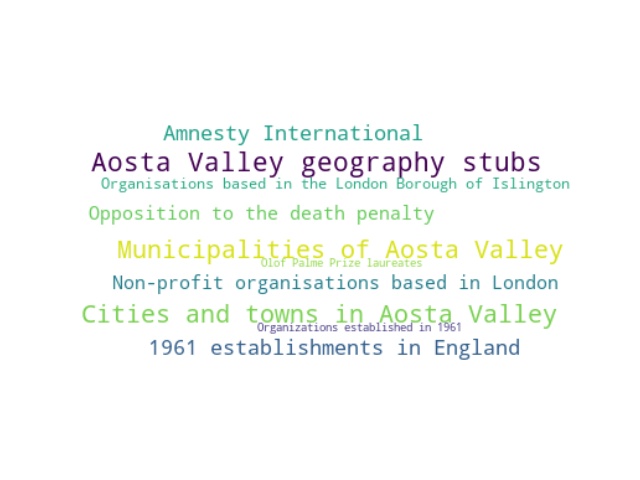 Amnesty International
Aosta Valley geography stubs
Organisations based in the London Borough of Islington
Opposition to the death penalty
Municipalities of Aosta Valley
Olof Palme Prize laureates
Non-profit organisations based in London
Cities and towns in Aosta Valley
Organizations established in 1961
1961 establishments in England